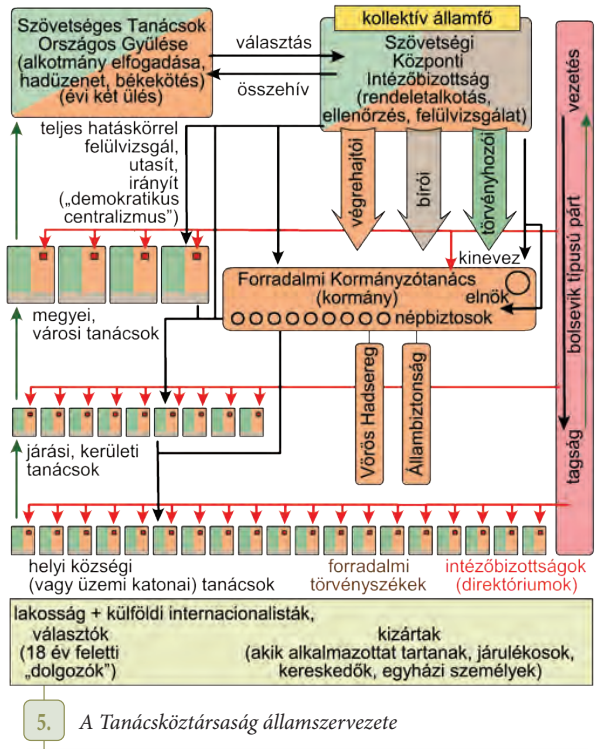 Szövetséges Tanácsok
Országos Gyűlése
(alkotmány elfogadása,
hadüzenet, békekötés)
(évi két ülés)
választás
összehív
kollektív államfő
Szövetségi
Központi
Intézőbizottság
(rendeletalkotás,
ellenőrzés, felülvizsgálat)
végrehajtói
bírói
törvényhozói
vezetés
bolsevik típusú párt
tagság
teljes hatáskörrel
felülvizsgál,
utasít,
irányít
(„demokratikus
centralizmus”)
kinevez
Forradalmi Kormányzótanács
(kormány)
elnök
népbiztosok
megyei,
városi tanácsok
Vörös Hadsereg
Állambiztonság
járási, kerületi
tanácsok
helyi községi
(vagy üzemi katonai) tanácsok
forradalmi
törvényszékek
intézőbizottságok
(direktóriumok)
lakosság + külföldi internacionalisták,
választók
(18 év feletti
„dolgozók”)
kizártak
(akik alkalmazottat tartanak, járulékosok,
kereskedők, egyházi személyek)
5. A Tanácsköztársaság államszervezete